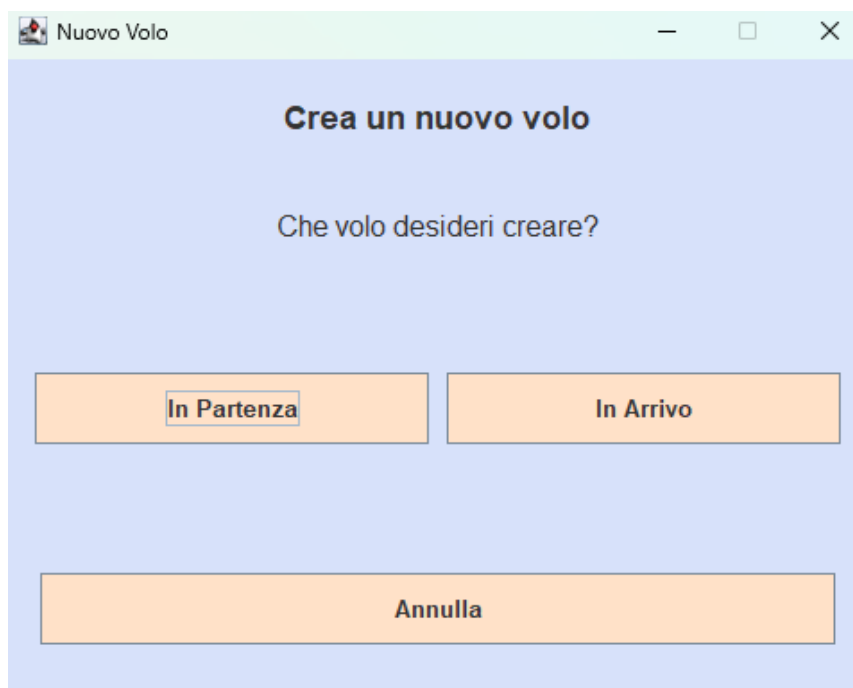 Nuovo Volo
Crea un nuovo volo
Che volo desideri creare?
In Partenza
In Arrivo
Annulla